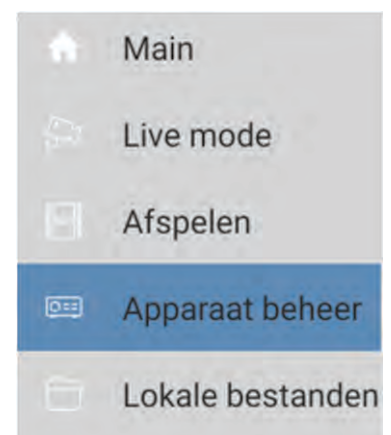 Main
Live mode
Afspelen
Apparaat beheer
Lokale bestanden